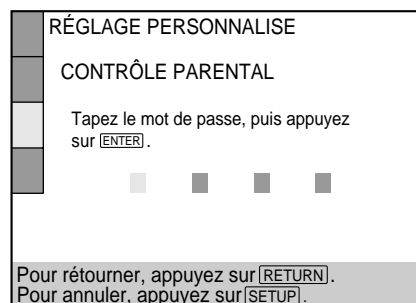 RÉGLAGE PERSONNALISE
CONTRÔLE PARENTAL
Tapez le mot de passe, puis appuyez
sur ENTER.
Pour rétourner, appuyez sur RETURN.
Pour annuler, appuyez sur SETUP.